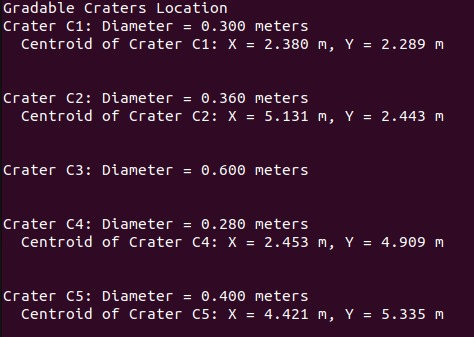 Gradable Craters Location
Crater C1: Diameter = 0.300 meters
Centroid of Crater C1: X = 2.380 m, Y = 2.289 m
Crater C2: Diameter = 0.360 meters
Centroid of Crater C2: X = 5.131 m, Y = 2.443 m
Crater C3: Diameter = 0.600 meters
Crater C4: Diameter = 0.280 meters
Centroid of Crater C4: X = 2.453 m, Y = 4.909 m
Crater C5: Diameter = 0.400 meters
Centroid of Crater C5: X = 4.421 m, Y = 5.335 m